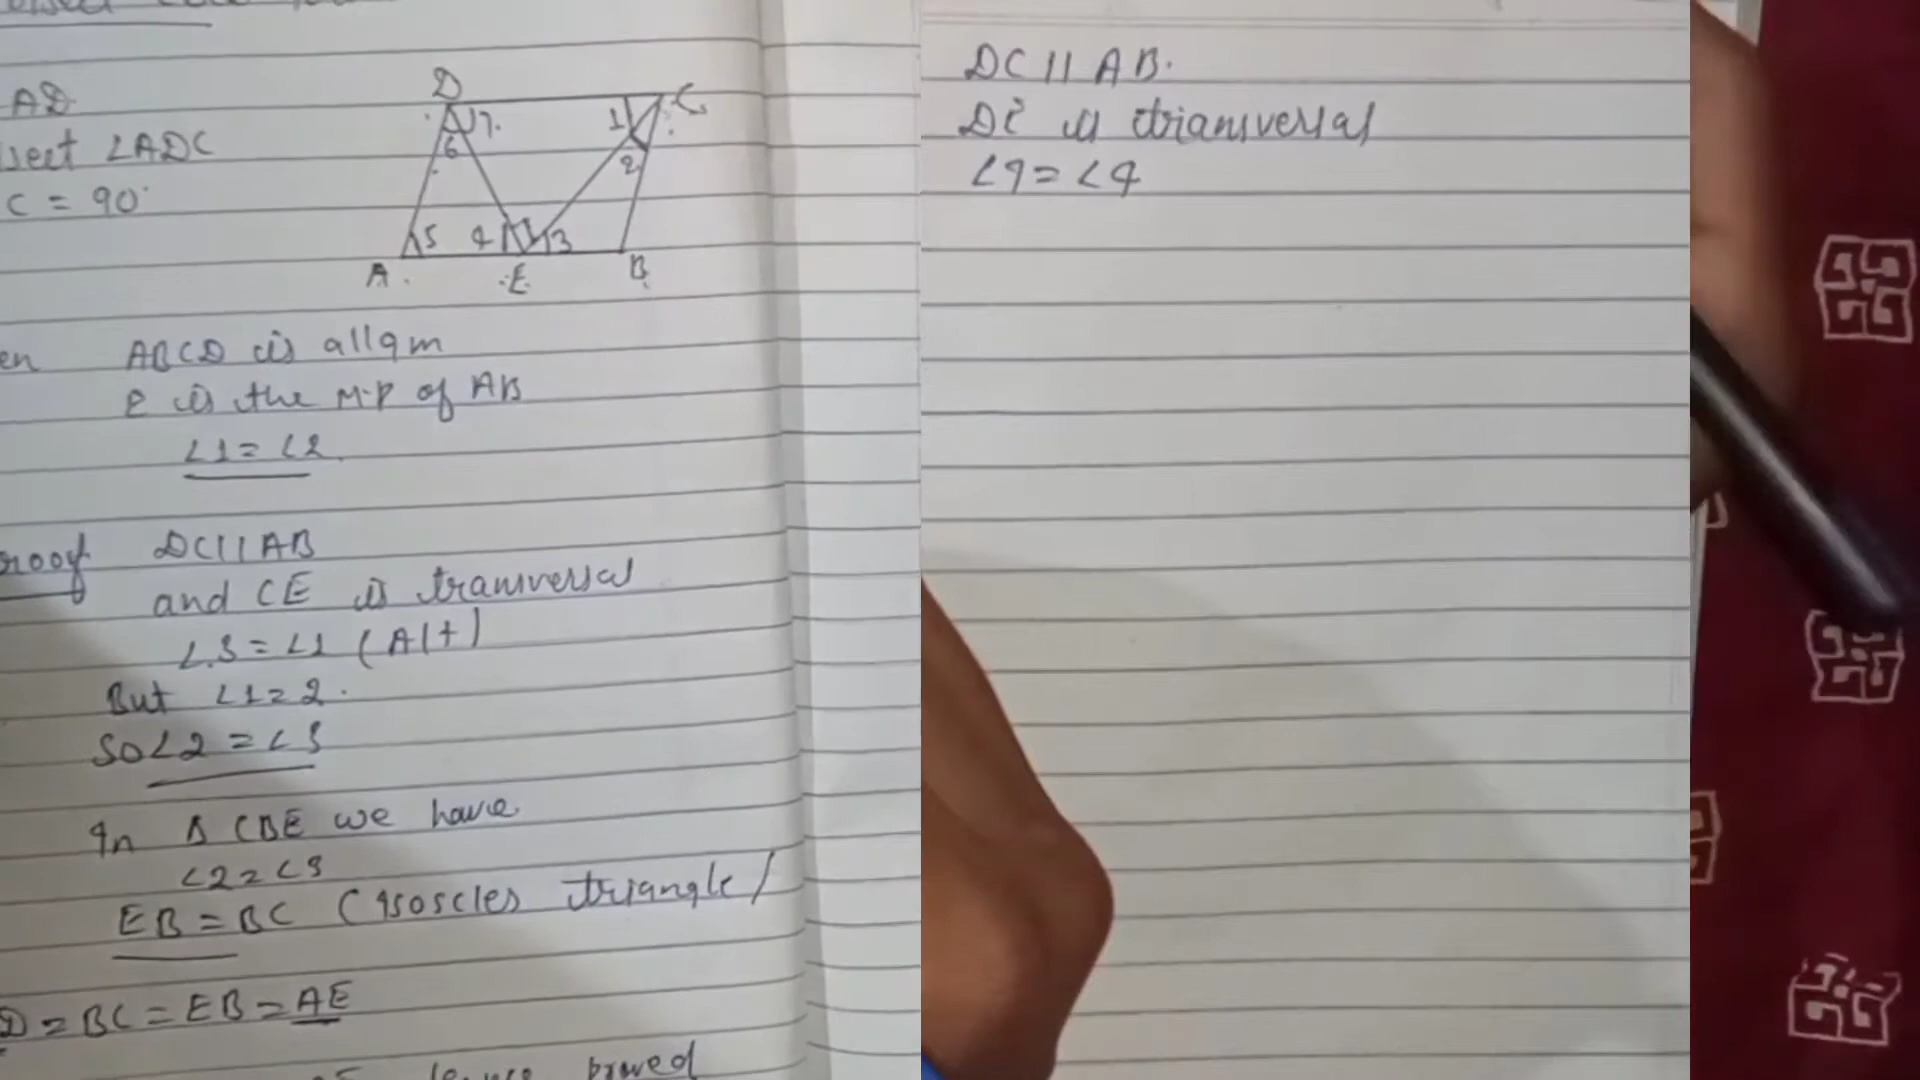 AD
sect ∠ADC
C = 90°
D
C
7
1
6
2
5 4 3
A E B
en ABCD is a llgm
E is the M.P of AB
∠1 = ∠2
roof DC || AB
and CE is transversal
∠3 = ∠1 (Alt)
But ∠1 = 2.
SO ∠2 = ∠3
In Δ CBE we have
∠2 = ∠3
EB = BC (Isoscles triangle)
D = BC = EB = AE
proved
DC || AB.
DE is transversal
∠7 = ∠4